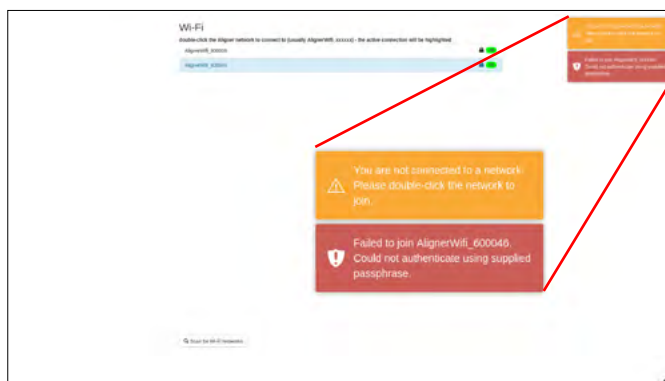 Wi-Fi
Double-click the Aligner network to connect to (usually AlignerWifi_xxxxxx) - the active connection will be highlighted
You are not connected to a network.
Please double-click the network to
join.
Failed to join AlignerWifi_600046.
Could not authenticate using supplied
passphrase.
Scan for Wi-Fi networks